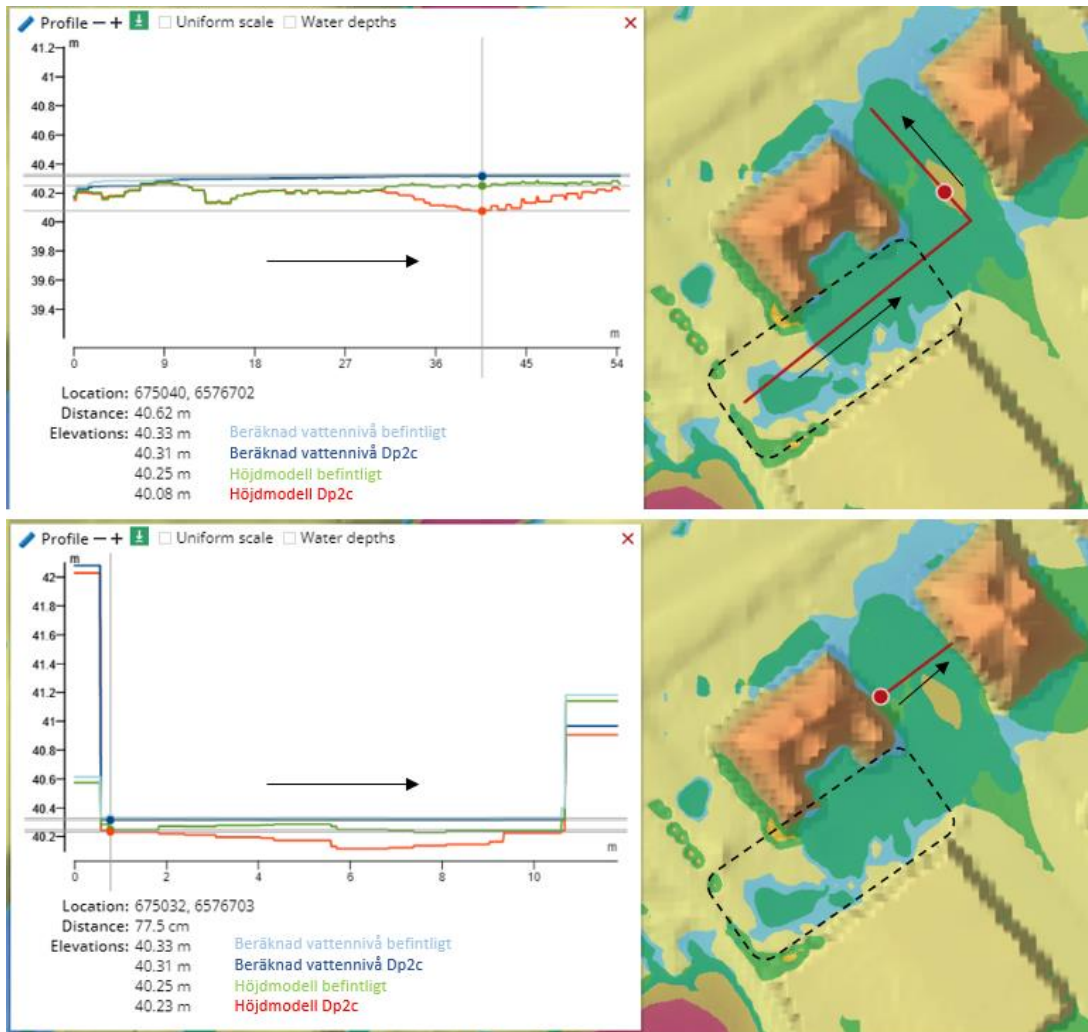 Profile − + Uniform scale Water depths ×
m
41.2
41
40.8
40.6
40.4
40.2
40
39.8
39.6
39.4
m
0 9 18 27 36 45 54
Location: 675040, 6576702
Distance: 40.62 m
Elevations: 40.33 m Beräknad vattennivå befintligt
40.31 m Beräknad vattennivå Dp2c
40.25 m Höjdmodell befintligt
40.08 m Höjdmodell Dp2c
Profile − + Uniform scale Water depths ×
m
42
41.8
41.6
41.4
41.2
41
40.8
40.6
40.4
40.2
m
0 2 4 6 8 10
Location: 675032, 6576703
Distance: 77.5 cm
Elevations: 40.33 m Beräknad vattennivå befintligt
40.31 m Beräknad vattennivå Dp2c
40.25 m Höjdmodell befintligt
40.23 m Höjdmodell Dp2c